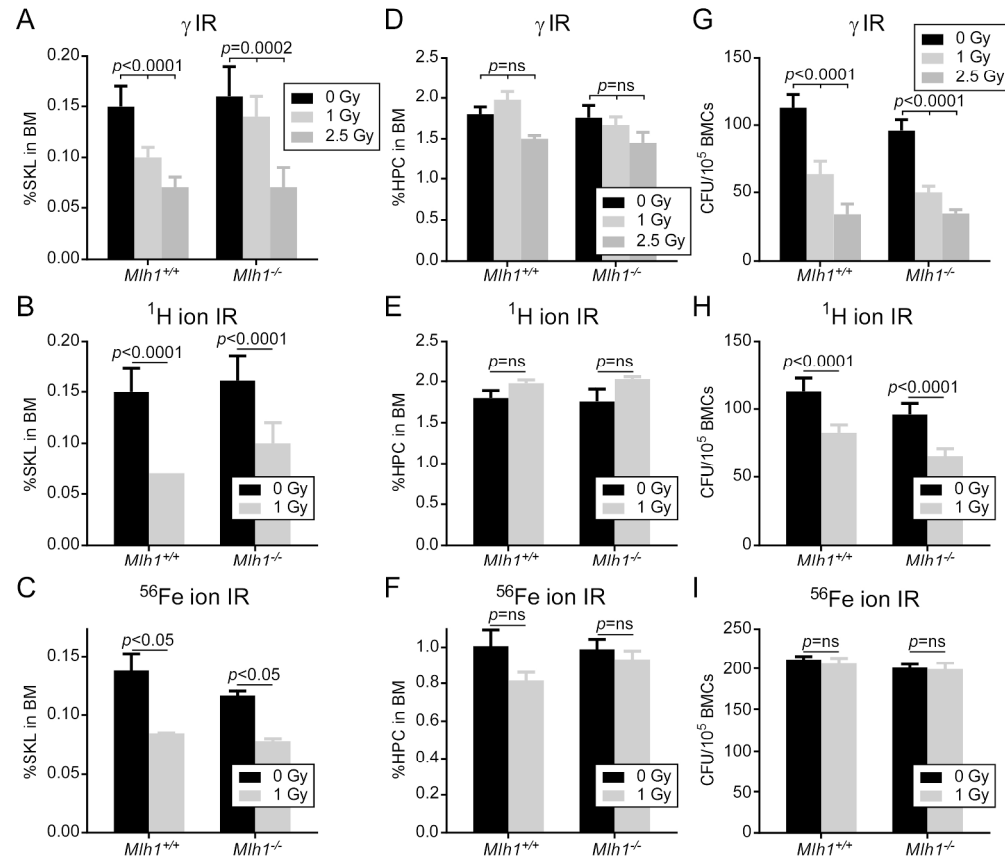 A
γ IR
%SKL in BM
0.20
0.15
0.10
0.05
0.00
p<0.0001
p=0.0002
0 Gy
1 Gy
2.5 Gy
Mlh1+/+
Mlh1-/-
D
γ IR
%HPC in BM
2.5
2.0
1.5
1.0
0.5
0.0
p=ns
p=ns
0 Gy
1 Gy
2.5 Gy
Mlh1+/+
Mlh1-/-
G
γ IR
CFU/10⁵ BMCs
150
100
50
0
p<0.0001
p<0.0001
0 Gy
1 Gy
2.5 Gy
Mlh1+/+
Mlh1-/-
B
¹H ion IR
%SKL in BM
0.20
0.15
0.10
0.05
0.00
p<0.0001
p<0.0001
0 Gy
1 Gy
Mlh1+/+
Mlh1-/-
E
¹H ion IR
%HPC in BM
2.5
2.0
1.5
1.0
0.5
0.0
p=ns
p=ns
0 Gy
1 Gy
Mlh1+/+
Mlh1-/-
H
¹H ion IR
CFU/10⁵ BMCs
150
100
50
0
p<0.0001
p<0.0001
0 Gy
1 Gy
Mlh1+/+
Mlh1-/-
C
⁵⁶Fe ion IR
%SKL in BM
0.15
0.10
0.05
0.00
p<0.05
p<0.05
0 Gy
1 Gy
Mlh1+/+
Mlh1-/-
F
⁵⁶Fe ion IR
%HPC in BM
1.0
0.8
0.6
0.4
0.2
0.0
p=ns
p=ns
0 Gy
1 Gy
Mlh1+/+
Mlh1-/-
I
⁵⁶Fe ion IR
CFU/10⁵ BMCs
250
200
150
200
50
0
p=ns
p=ns
0 Gy
1 Gy
Mlh1+/+
Mlh1-/-